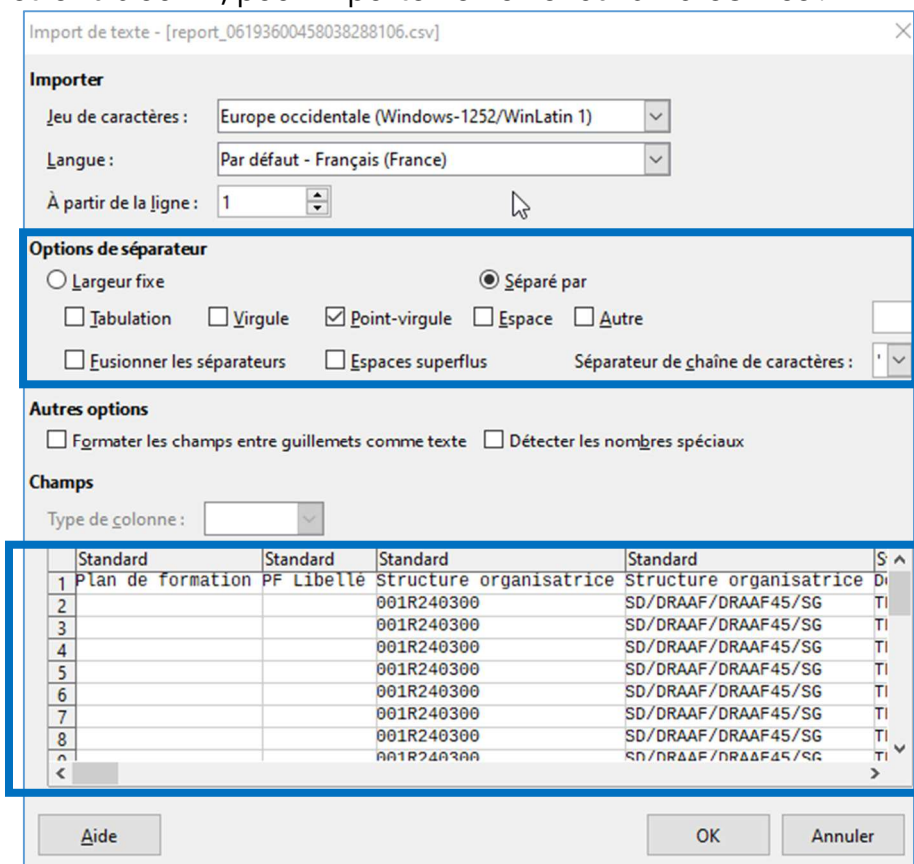 Import de texte - [report_06193600458038288106.csv]
Importer
Jeu de caractères : Europe occidentale (Windows-1252/WinLatin 1)
Langue : Par défaut - Français (France)
À partir de la ligne : 1
Options de séparateur
Largeur fixe Séparé par
Tabulation Virgule Point-virgule Espace Autre
Fusionner les séparateurs Espaces superflus Séparateur de chaîne de caractères : '
Autres options
Formater les champs entre guillemets comme texte Détecter les nombres spéciaux
Champs
Type de colonne :
Standard Standard Standard Standard
1 Plan de formation PF Libellé Structure organisatrice Structure organisatrice
2 001R240300 SD/DRAAF/DRAAF45/SG
3 001R240300 SD/DRAAF/DRAAF45/SG
4 001R240300 SD/DRAAF/DRAAF45/SG
5 001R240300 SD/DRAAF/DRAAF45/SG
6 001R240300 SD/DRAAF/DRAAF45/SG
7 001R240300 SD/DRAAF/DRAAF45/SG
8 001R240300 SD/DRAAF/DRAAF45/SG
001R240300 SD/DRAAF/DRAAF45/SG
Aide OK Annuler